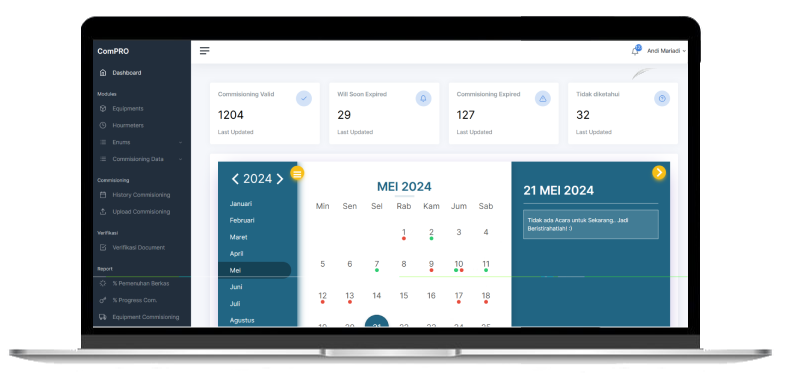 ComPRO
Andi Mariadi
Dashboard
Modules
Equipments
Hourmeters
Enums
Commisioning Data
Commisioning
History Commisioning
Upload Commisioning
Verifikasi
Verifikasi Document
Report
% Pemenuhan Berkas
% Progress Com.
Equipment Commisioning
Commisioning Valid
1204
Last Updated
Will Soon Expired
29
Last Updated
Commisioning Expired
127
Last Updated
Tidak diketahui
32
Last Updated
2024
Januari
Februari
Maret
April
Mei
Juni
Juli
Agustus
MEI 2024
Min Sen Sel Rab Kam Jum Sab
1 2 3 4
5 6 7 8 9 10 11
12 13 14 15 16 17 18
19 20 21 22 23 24 25
21 MEI 2024
Tidak ada Acara untuk Sekarang.. Jadi
Beristirahatlah! :)